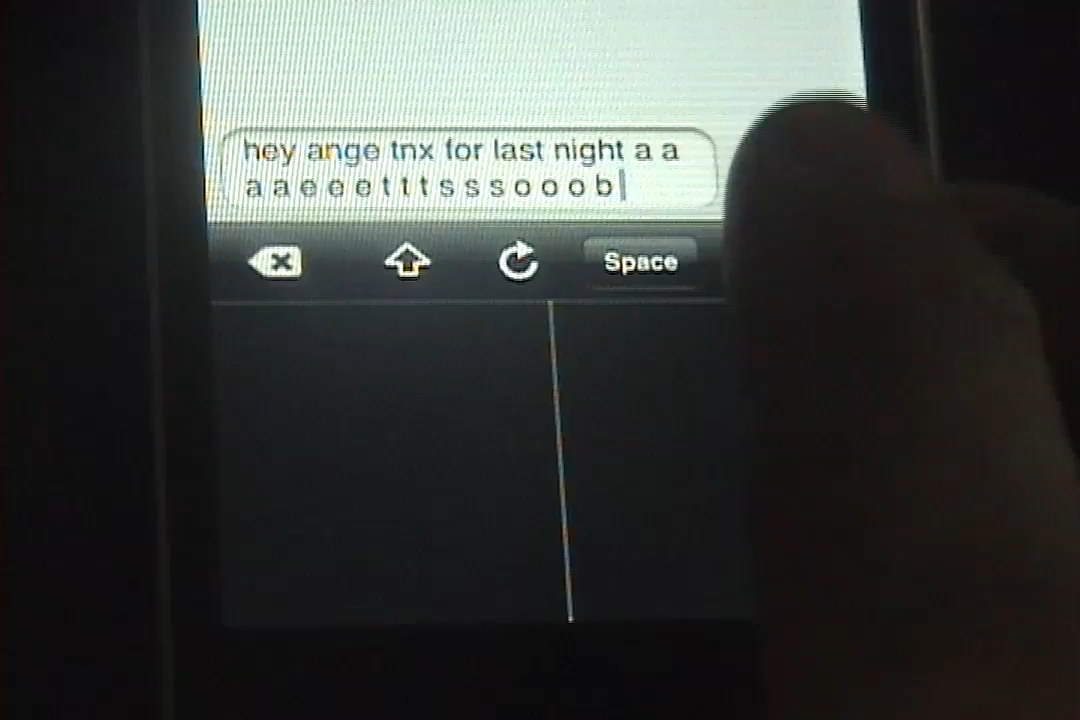 hey ange tnx for last night a a
a a e e e t t t s s s o o o b
Space